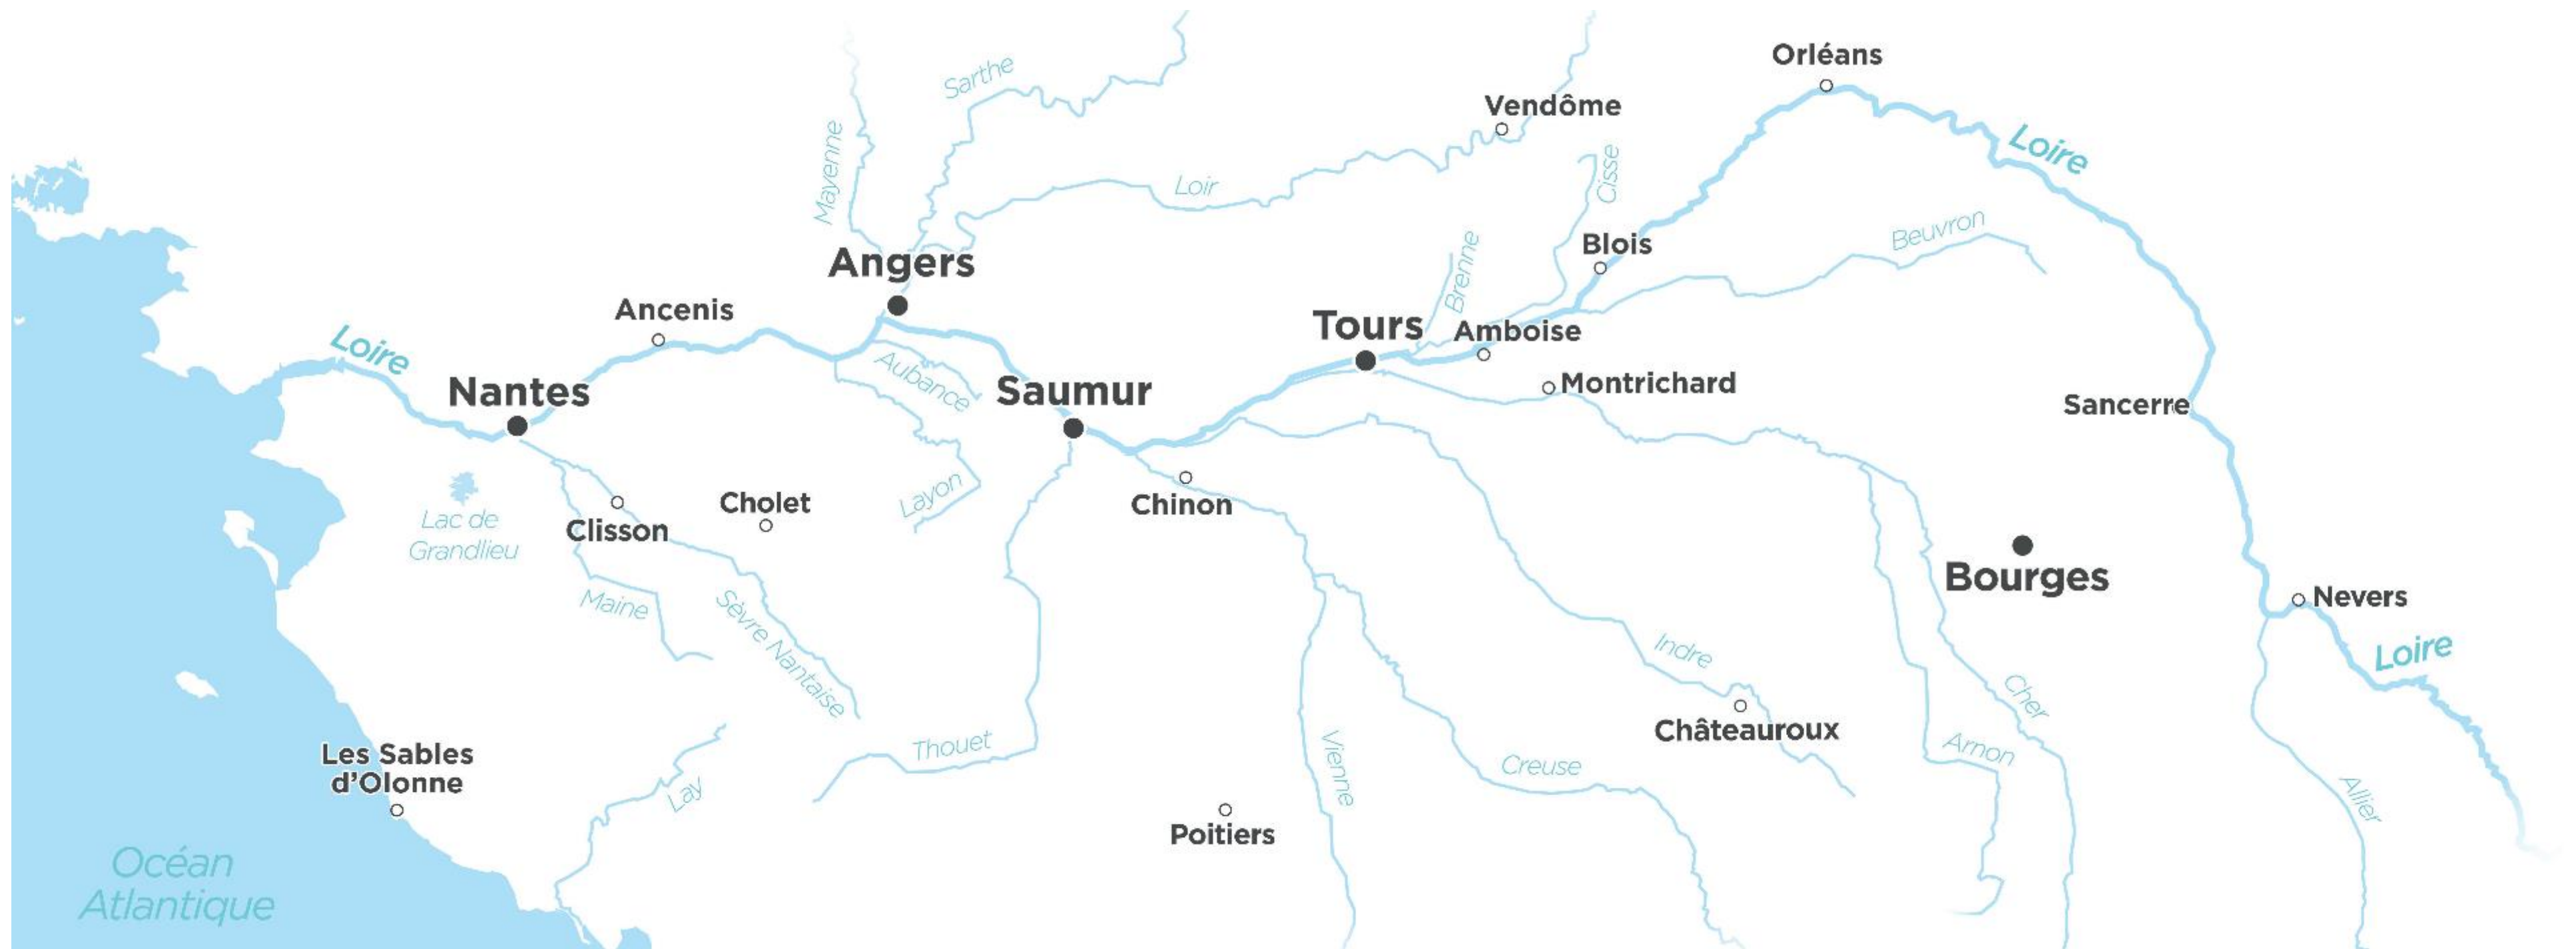 Orléans
Sarthe
Vendôme
Loire
Mayenne
Cisse
Loir
Beuvron
Blois
Angers
Brenne
Ancenis
Tours
Amboise
Loire
Aubance
Montrichard
Nantes
Saumur
Sancerre
Layon
Cholet
Chinon
Lac de
Grandlieu
Clisson
Bourges
Nevers
Maine
Sèvre Nantaise
Indre
Loire
Cher
Châteauroux
Thouet
Arnon
Les Sables
d'Olonne
Vienne
Creuse
Lay
Allier
Poitiers
Océan
Atlantique